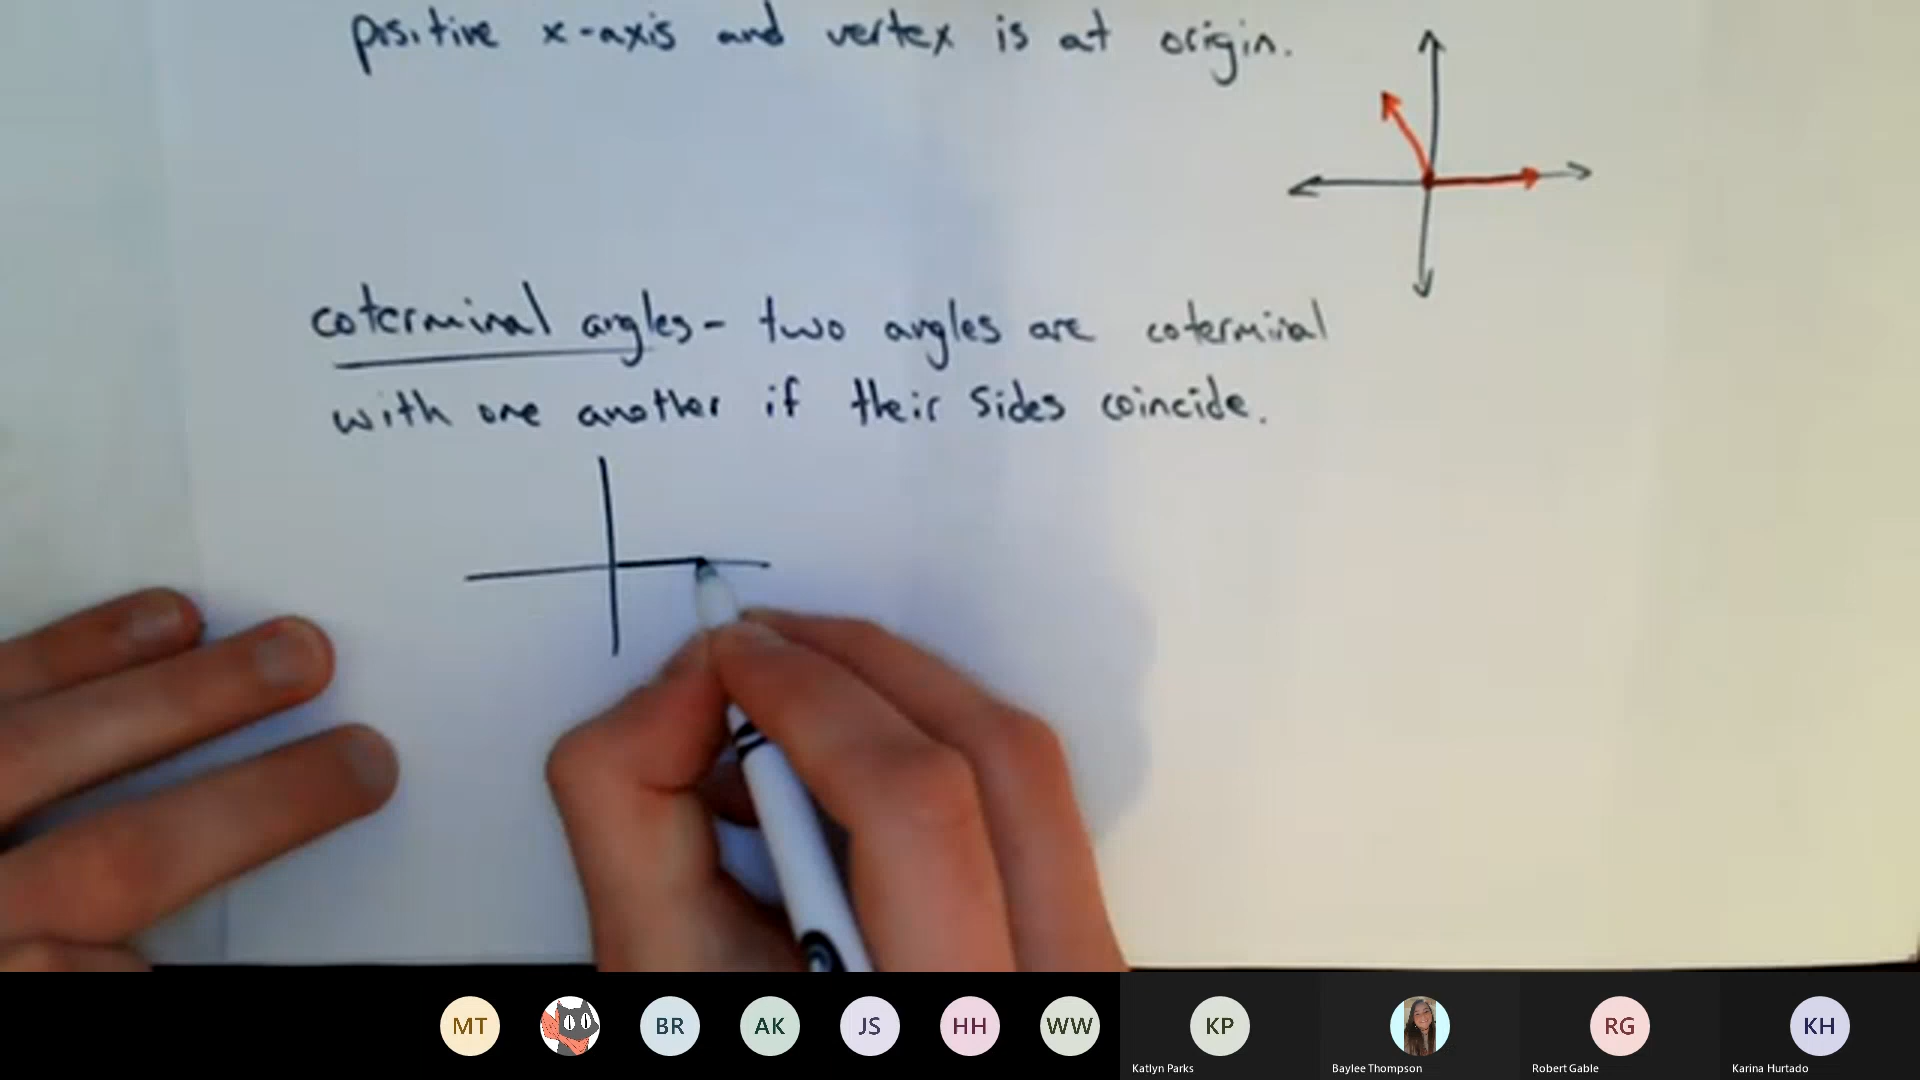 positive x-axis and vertex is at origin.
coterminal angles - two angles are coterminal
with one another if their sides coincide.
MT
BR
AK
JS
HH
WW
KP
RG
KH
Katlyn Parks
Baylee Thompson
Robert Gable
Karina Hurtado